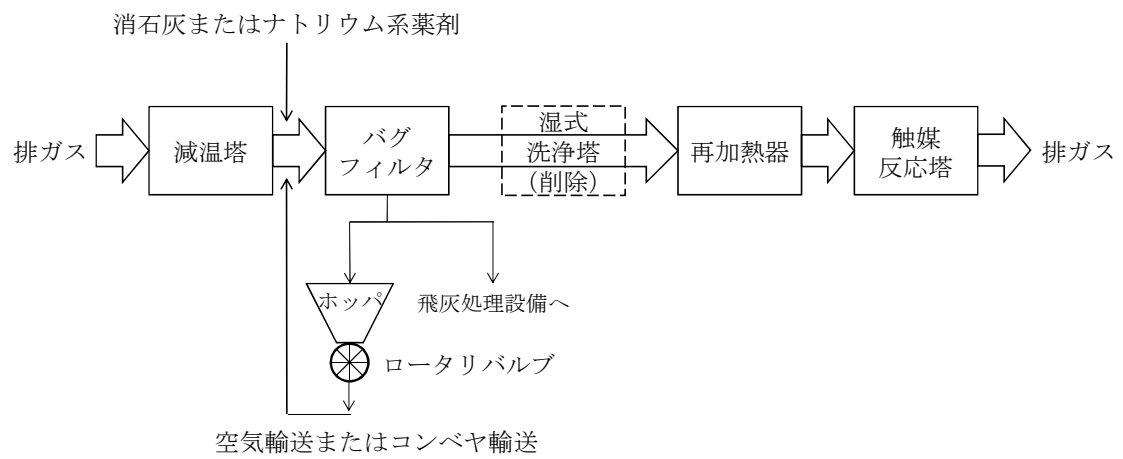 消石灰またはナトリウム系薬剤
排ガス
減温塔
バグ
フィルタ
湿式
洗浄塔
(削除)
再加熱器
触媒
反応塔
排ガス
ホッパ
飛灰処理設備へ
ロータリバルブ
空気輸送またはコンベヤ輸送